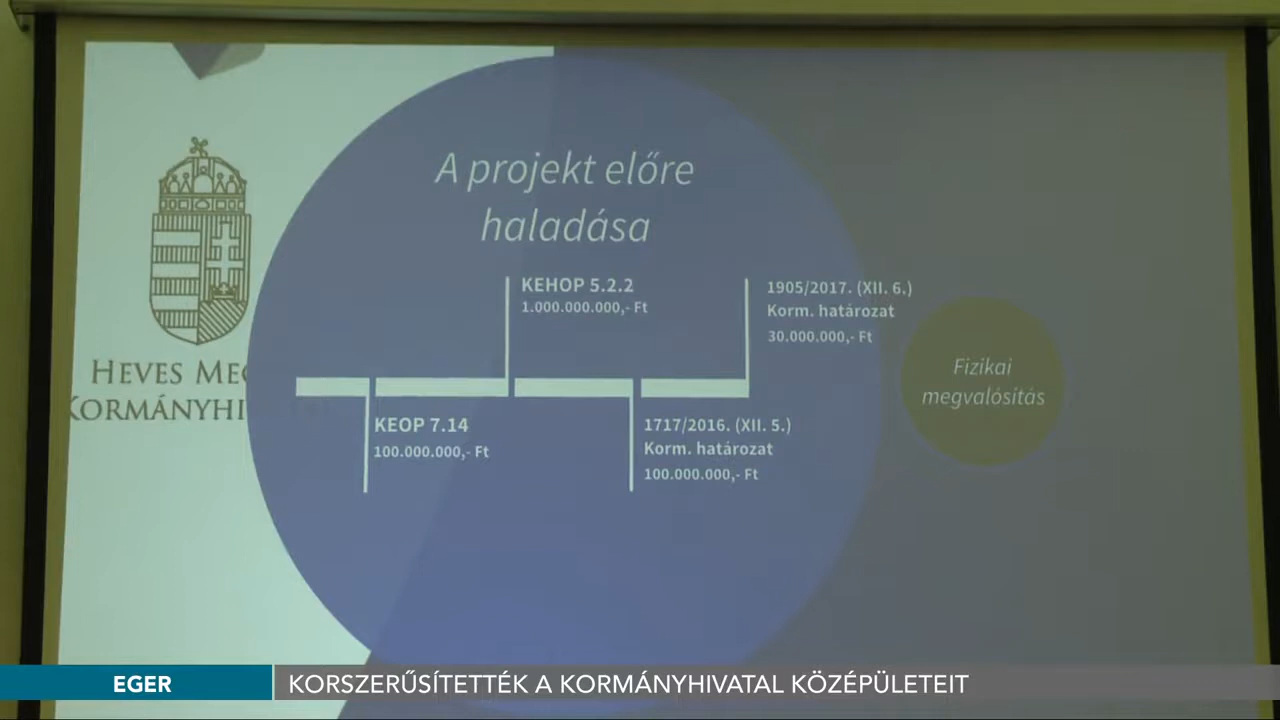 A projekt előre
haladása
KEHOP 5.2.2
1.000.000.000,- Ft
1905/2017. (XII. 6.)
Korm. határozat
30.000.000,- Ft
HEVES MEG
KORMÁNYHI
KEOP 7.14
100.000.000,- Ft
1717/2016. (XII. 5.)
Korm. határozat
100.000.000,- Ft
Fizikai
megvalósítás
EGER
KORSZERŰSÍTETTÉK A KORMÁNYHIVATAL KÖZÉPÜLETEIT